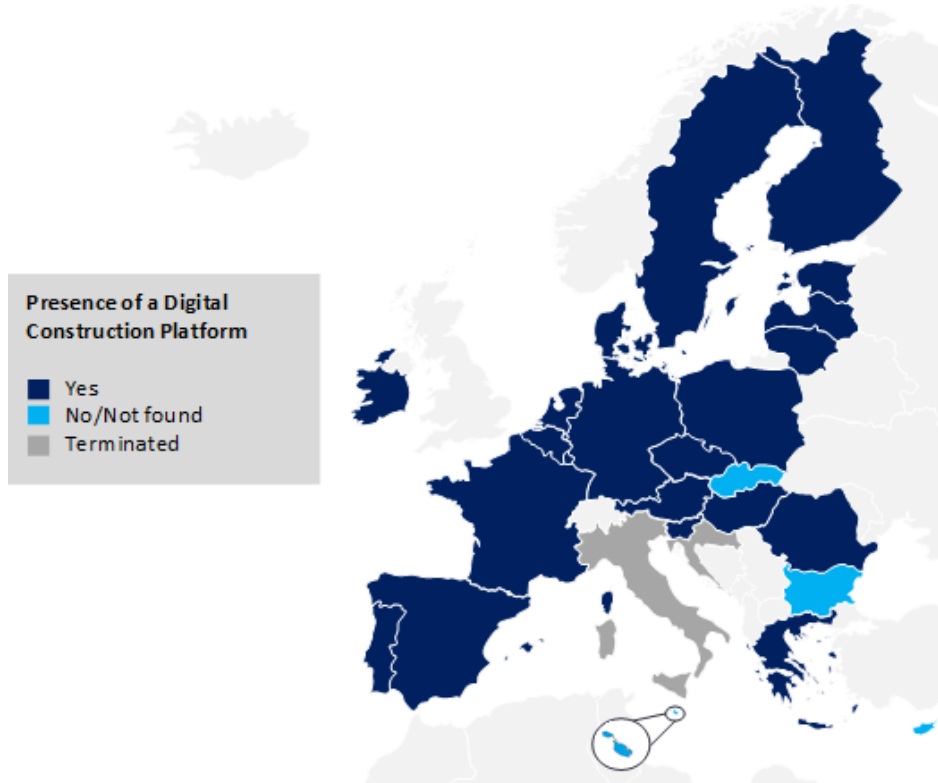 Presence of a Digital
Construction Platform
Yes
No/Not found
Terminated